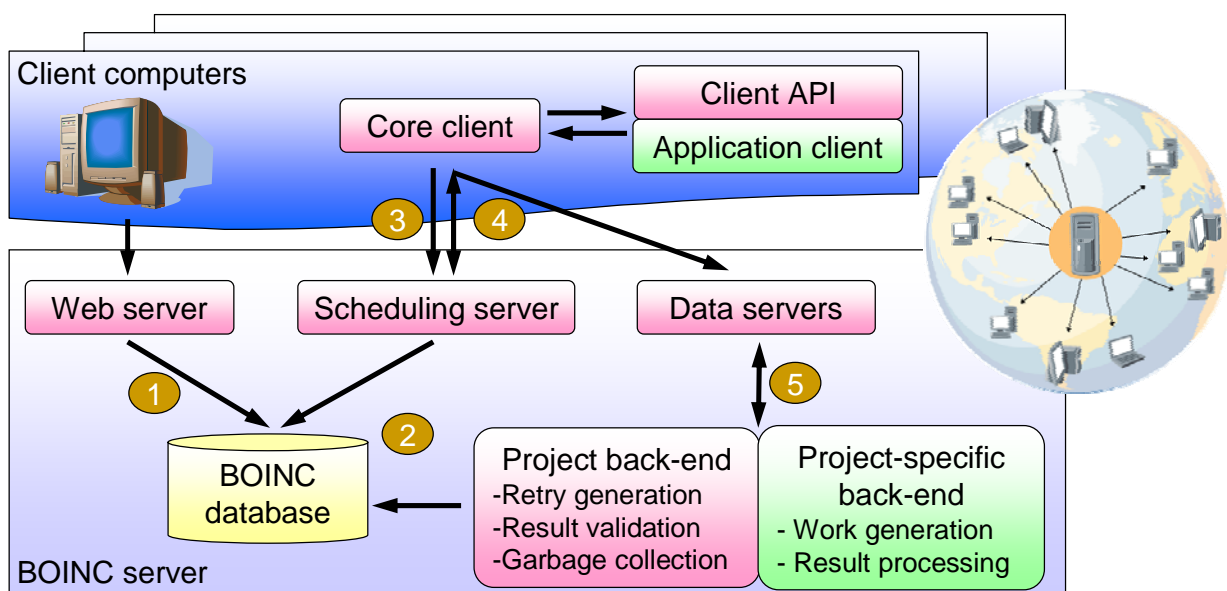 Client computers
Client API
Core client
Application client
3
4
Web server
Scheduling server
Data servers
1
5
2
BOINC
database
Project back-end
-Retry generation
-Result validation
-Garbage collection
Project-specific
back-end
- Work generation
- Result processing
BOINC server